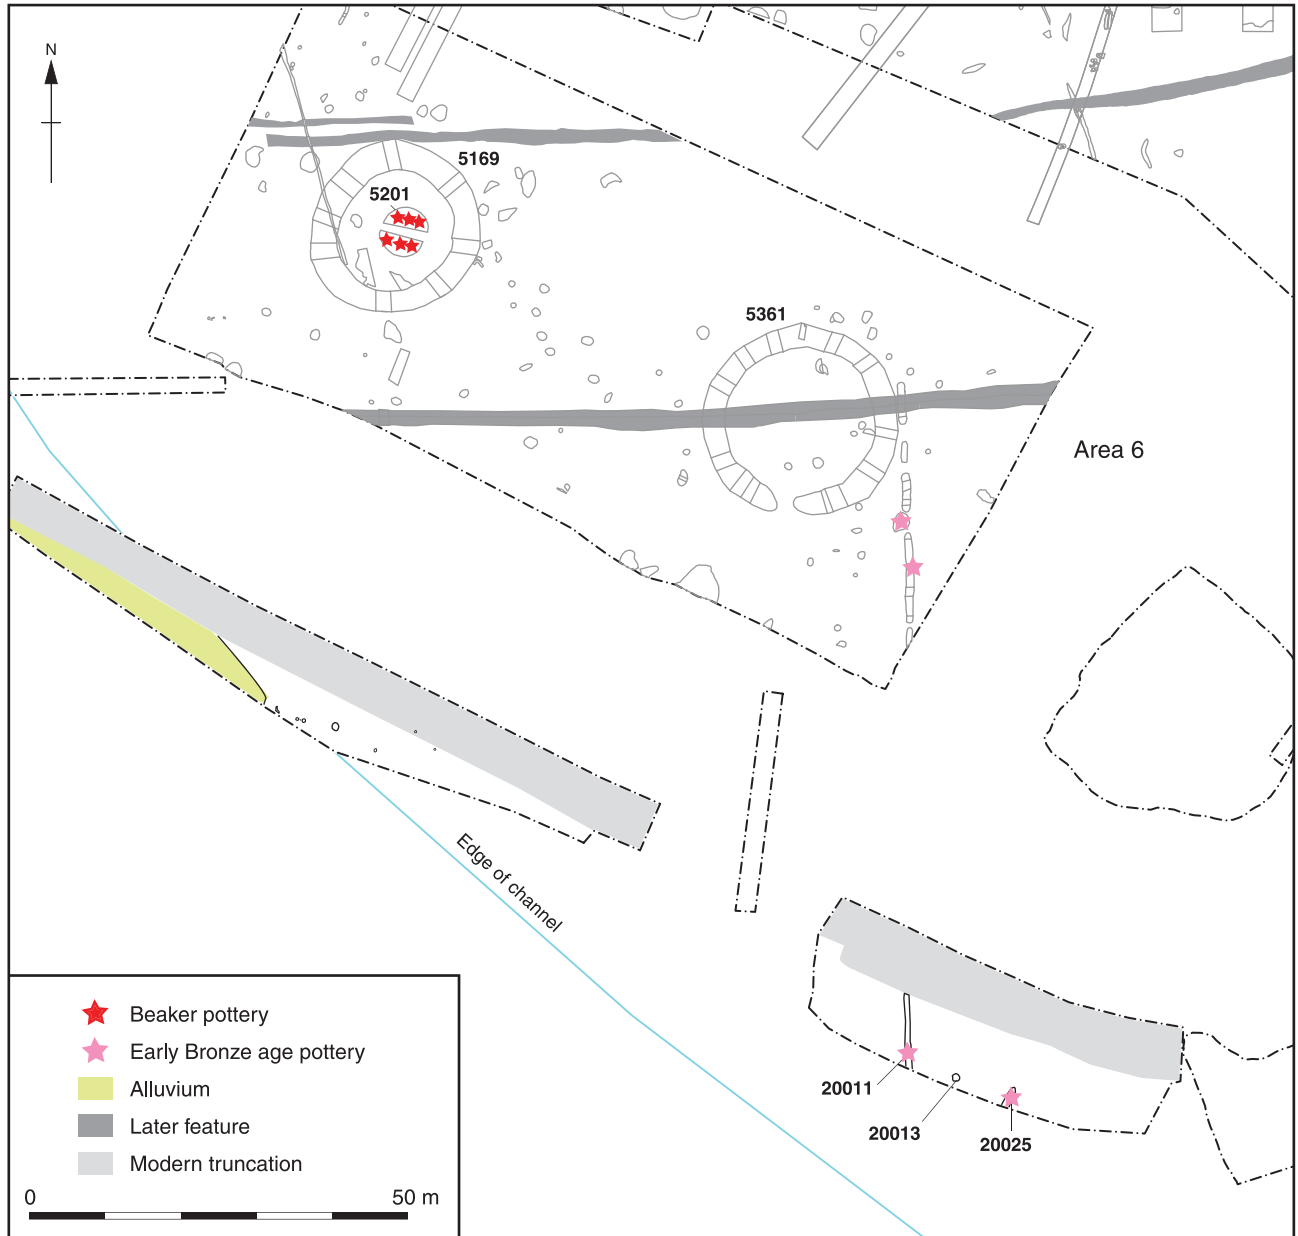 N
5169
5201
5361
Area 6
Edge of channel
20011
20013
20025
Beaker pottery
Early Bronze age pottery
Alluvium
Later feature
Modern truncation
0 50 m